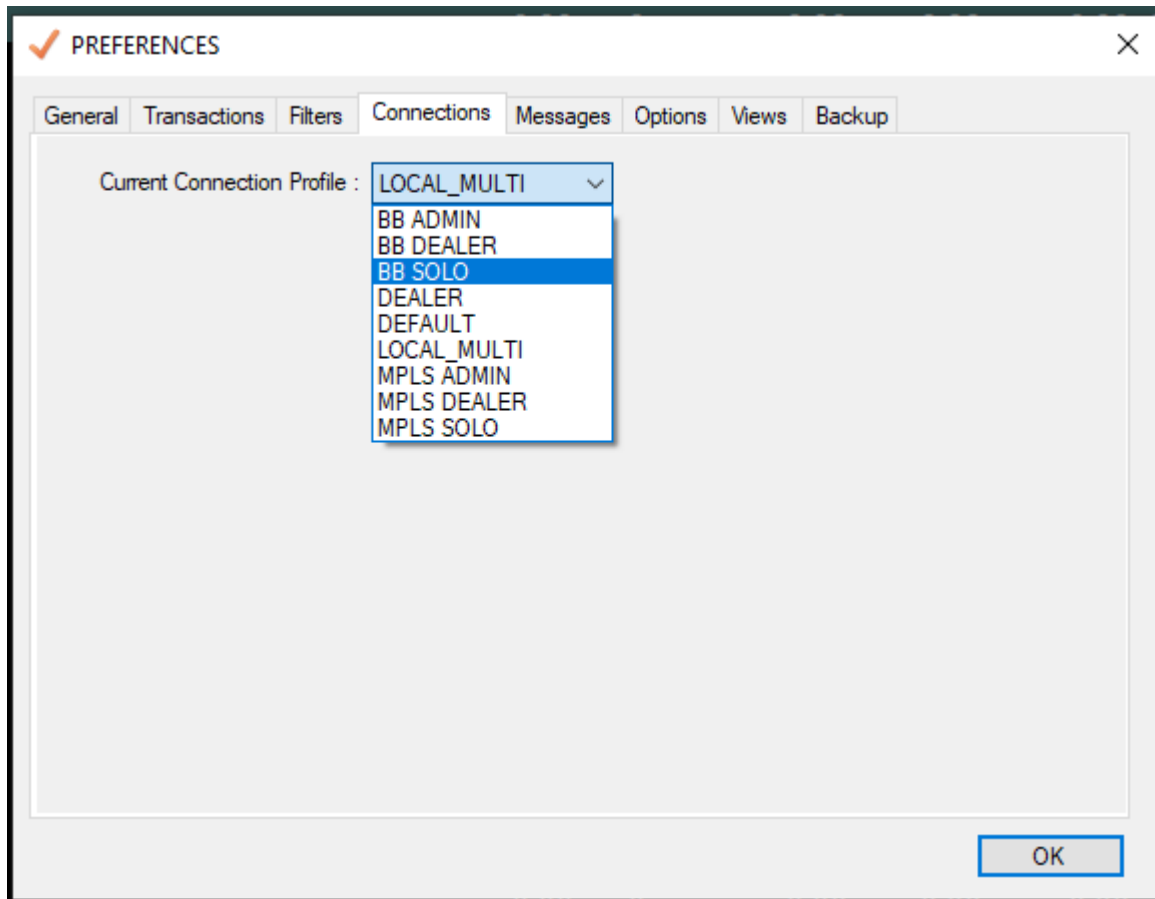 PREFERENCES
General Transactions Filters Connections Messages Options Views Backup
Current Connection Profile : LOCAL_MULTI
BB ADMIN
BB DEALER
BB SOLO
DEALER
DEFAULT
LOCAL_MULTI
MPLS ADMIN
MPLS DEALER
MPLS SOLO
OK